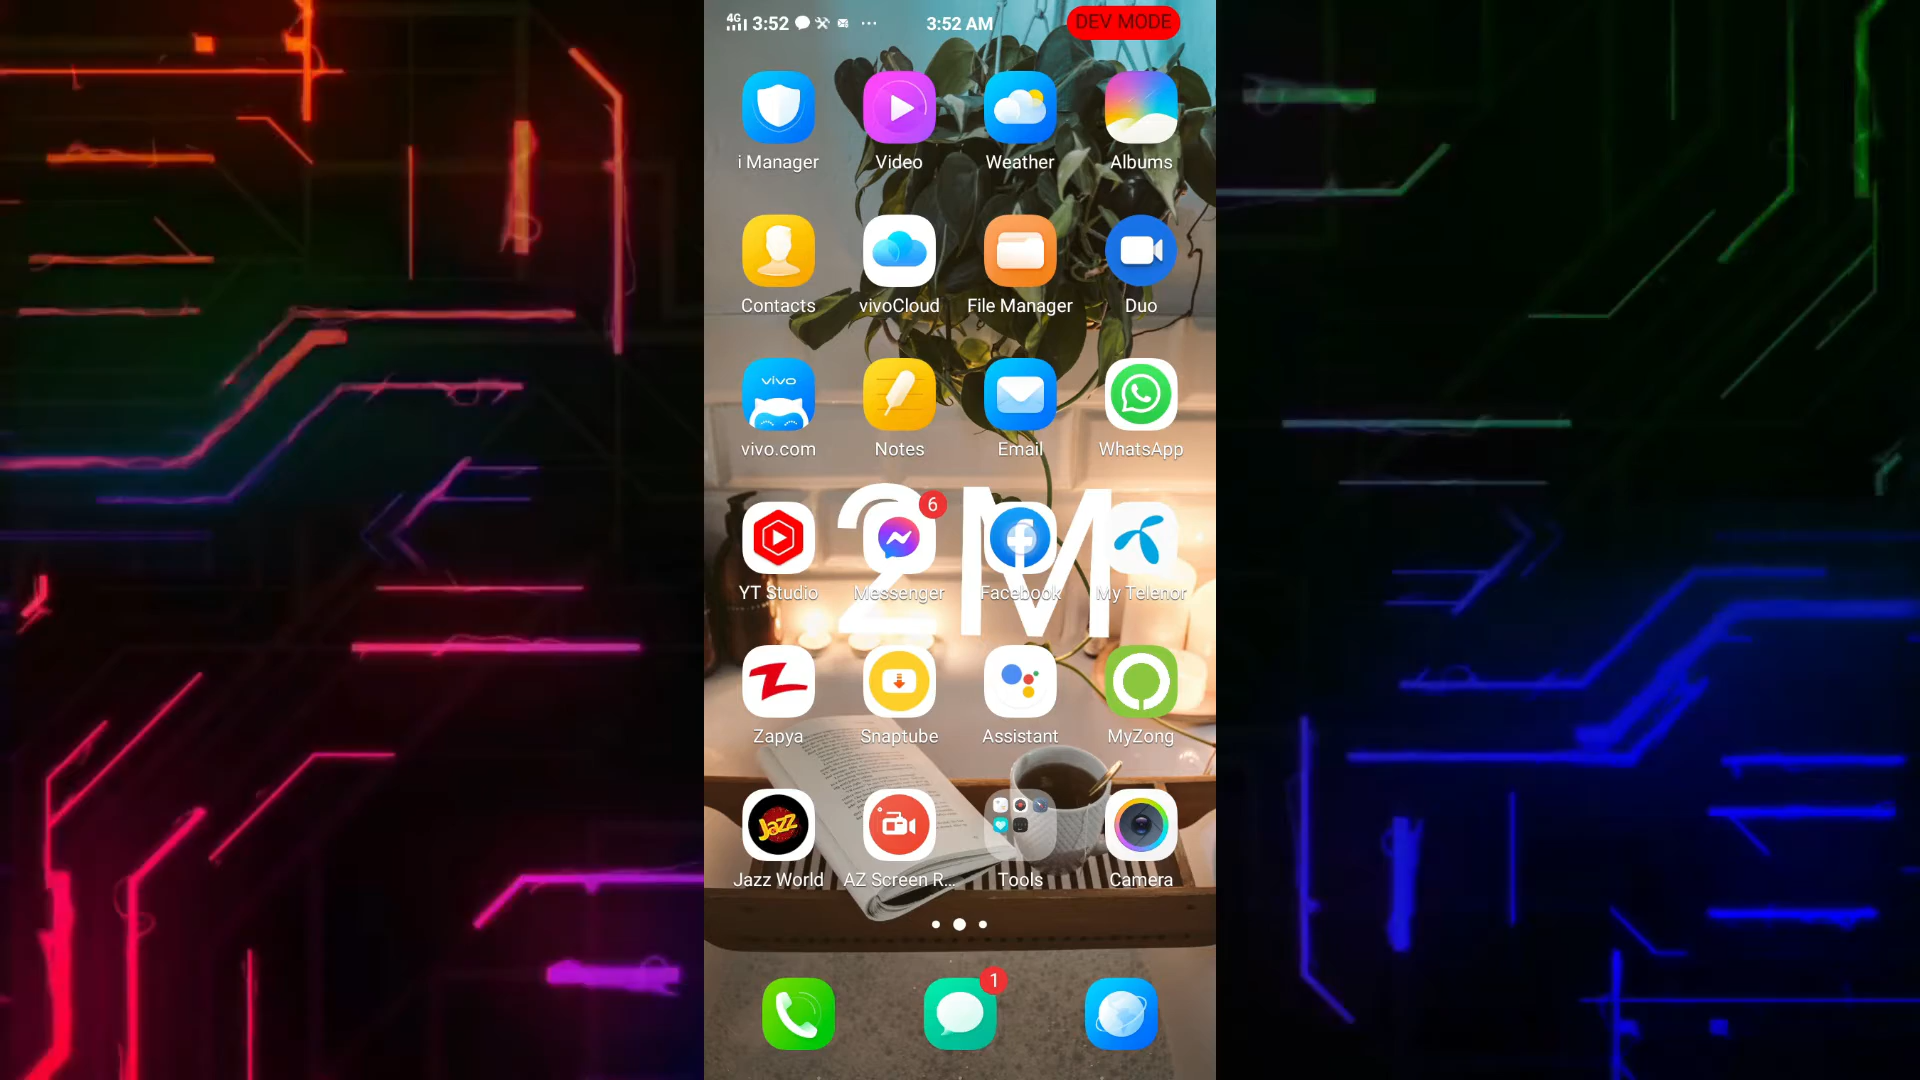 4G 3:52 ... 3:52 AM DEV MODE
i Manager Video Weather Albums
Contacts vivoCloud File Manager Duo
vivo
vivo.com Notes Email WhatsApp
6
2M
YT Studio Messenger Facebook My Telenor
Zapya Snaptube Assistant MyZong
Jazz
Jazz World AZ Screen R... Tools Camera
1